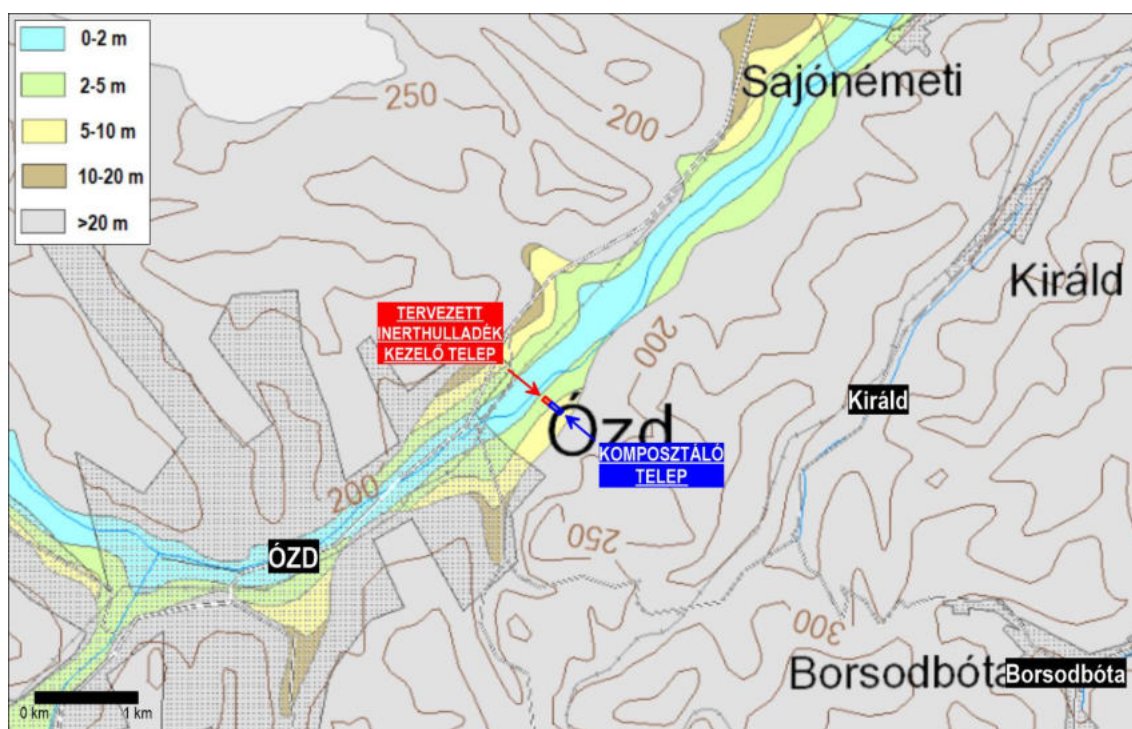 0-2 m
2-5 m
5-10 m
10-20 m
>20 m
250
200
Sajónémeti
Királd
TERVEZETT
INERTHULLADÉK
KEZELŐ TELEP
200
Ózd
Királd
KOMPOSZTÁLÓ
TELEP
200
250
ÓZD
300
Borsodbóta
Borsodbóta
0 km
1 km